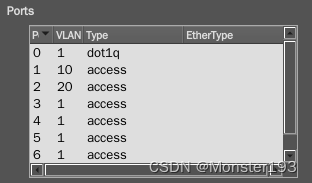 Ports
P VLAN Type EtherType
0 1 dot1q
1 10 access
2 20 access
3 1 access
4 1 access
5 1 access
6 1 access
CSDN @Monster193